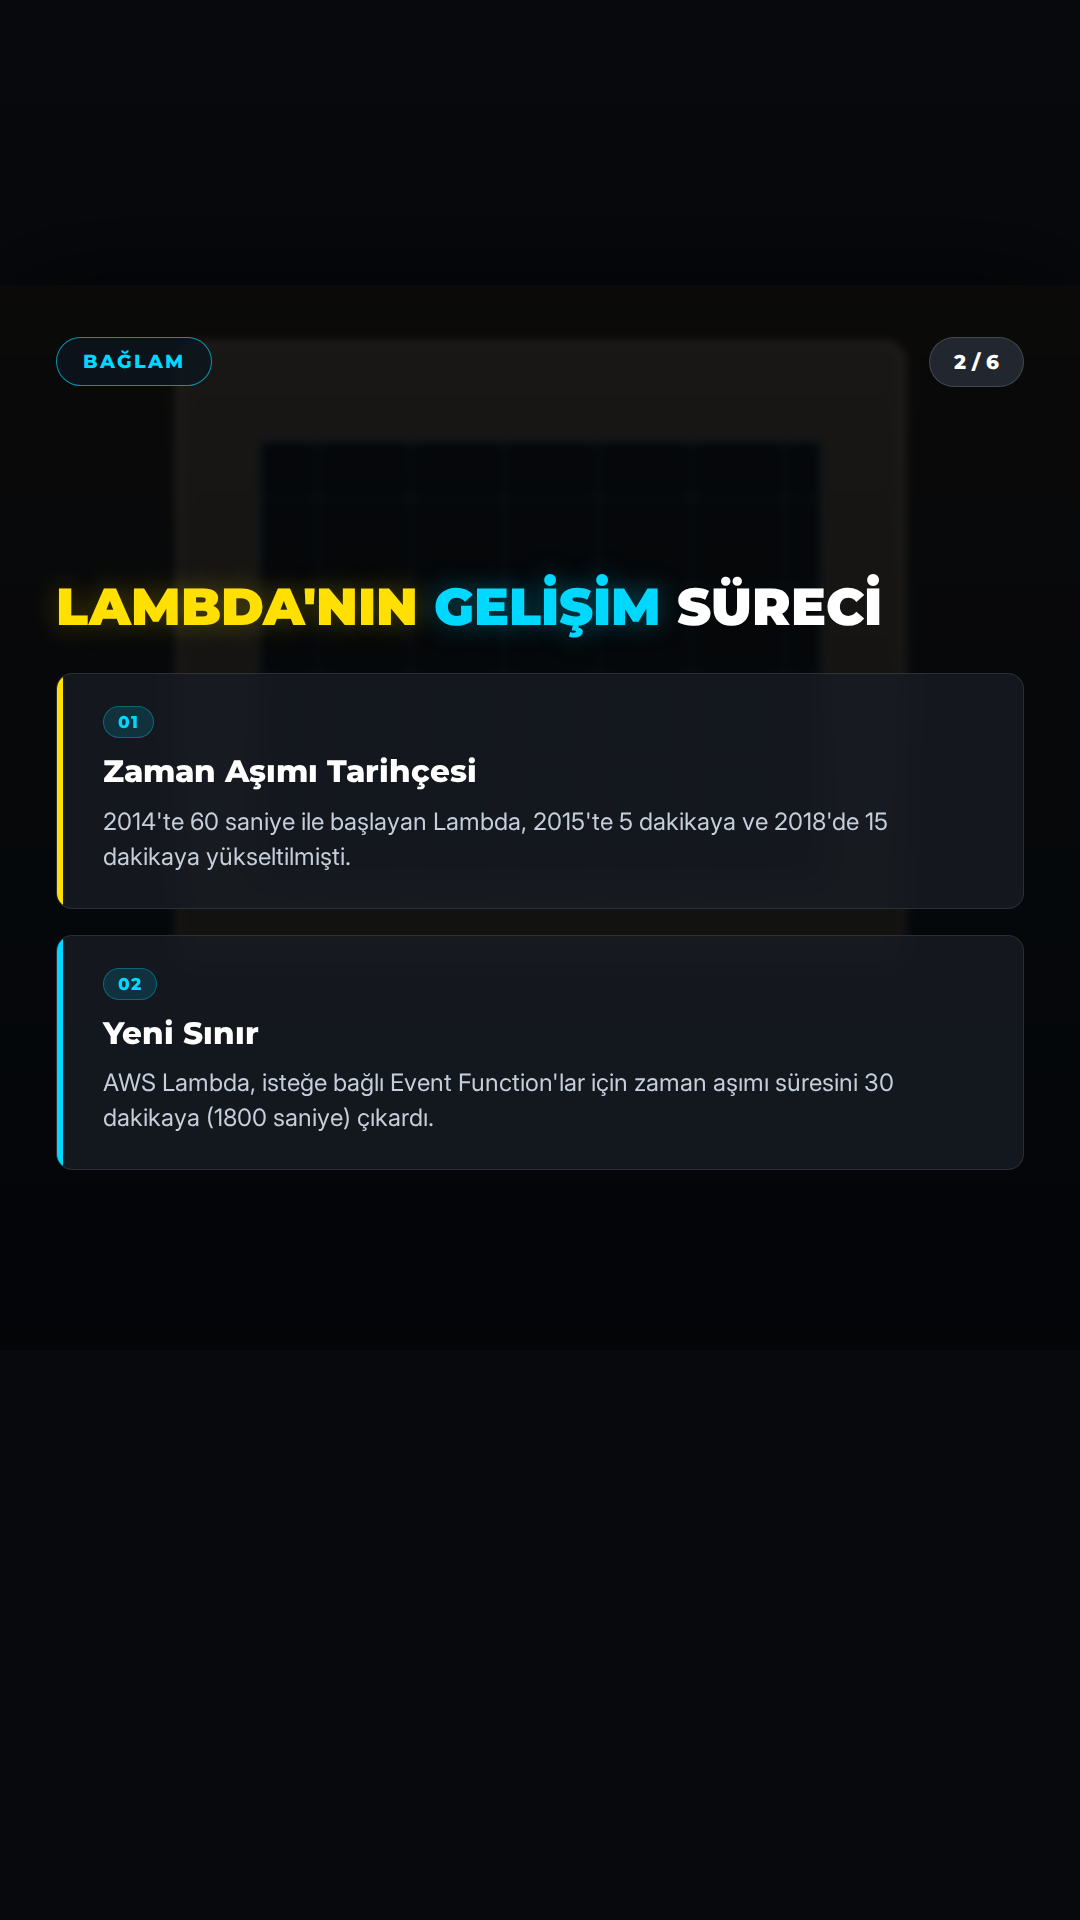 BAĞLAM
2 / 6
LAMBDA'NIN GELİŞİM SÜRECİ
01
Zaman Aşımı Tarihçesi
2014'te 60 saniye ile başlayan Lambda, 2015'te 5 dakikaya ve 2018'de 15
dakikaya yükseltilmişti.
02
Yeni Sınır
AWS Lambda, isteğe bağlı Event Function'lar için zaman aşımı süresini 30
dakikaya (1800 saniye) çıkardı.